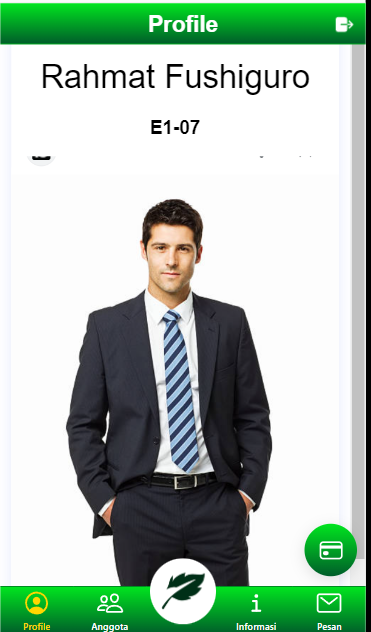 Profile
Rahmat Fushiguro
E1-07
Profile
Anggota
Informasi
Pesan